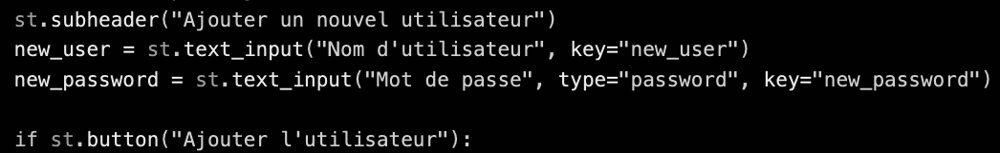 st.subheader("Ajouter un nouvel utilisateur")
new_user = st.text_input("Nom d'utilisateur", key="new_user")
new_password = st.text_input("Mot de passe", type="password", key="new_password")
if st.button("Ajouter l'utilisateur"):